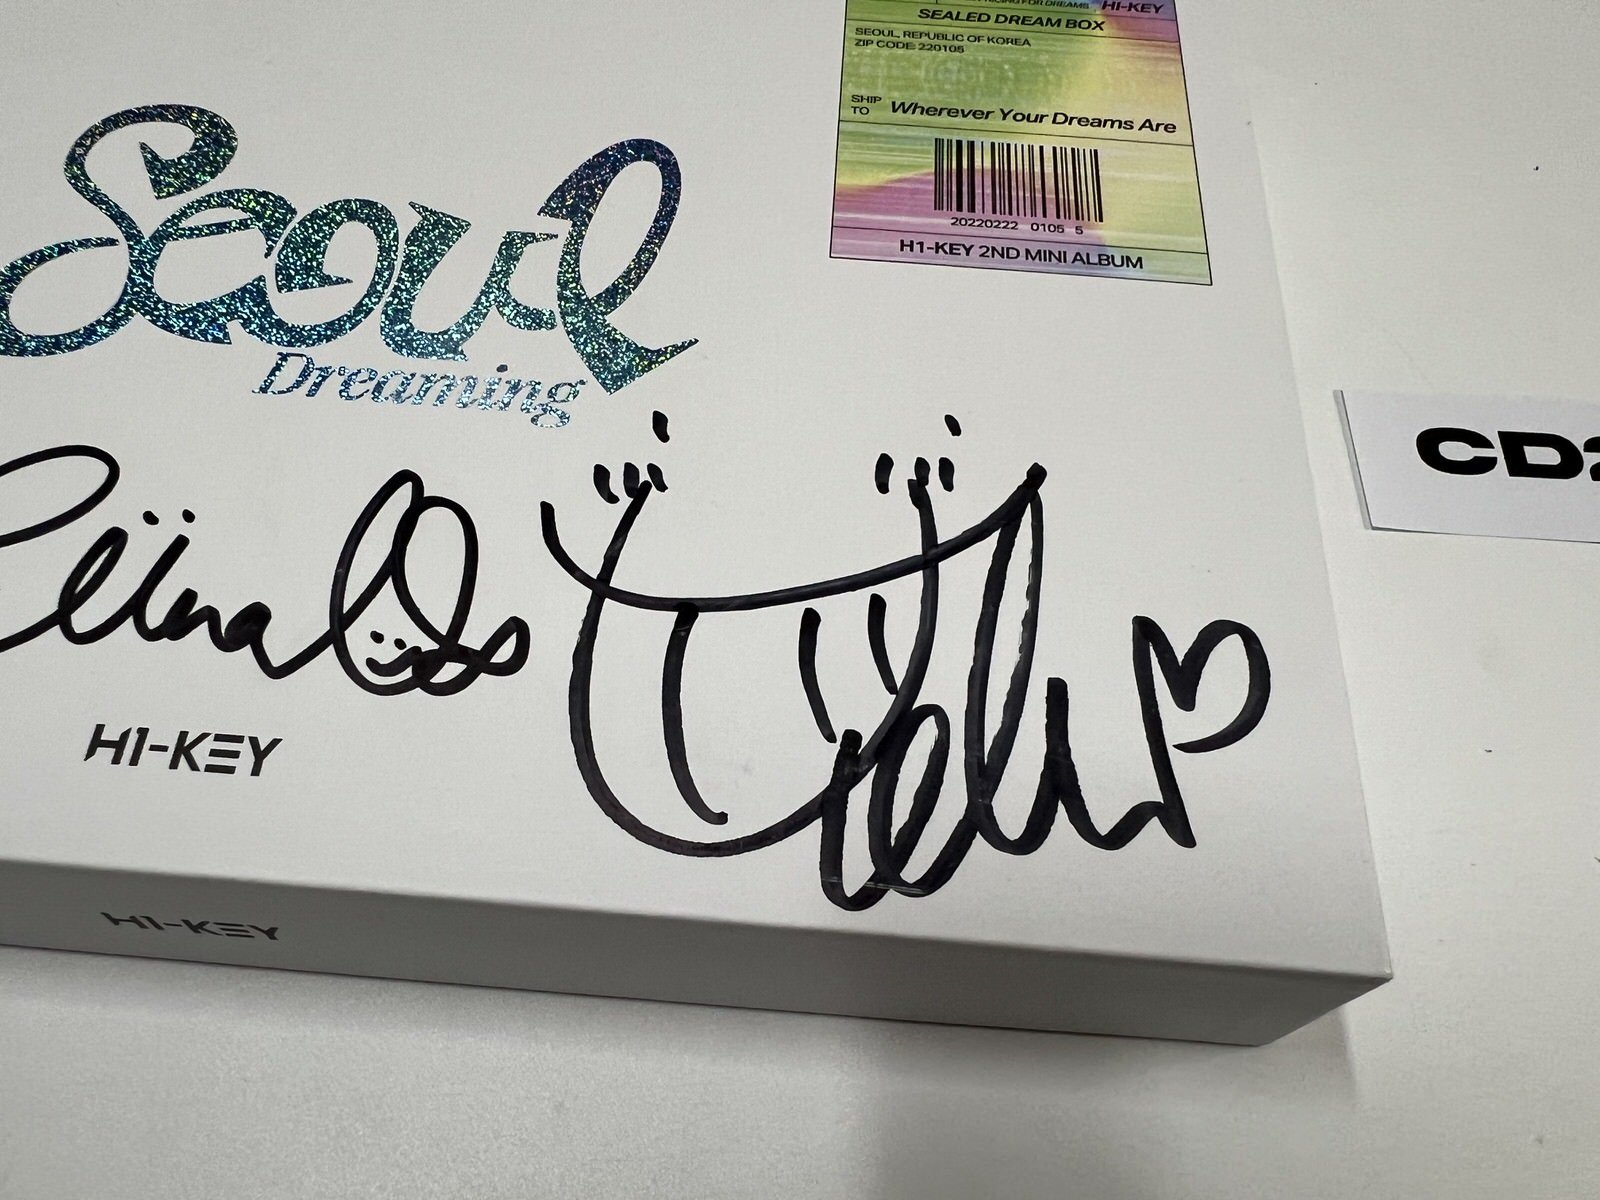 HI-KEY
SEALED DREAM BOX
SEOUL, REPUBLIC OF KOREA
ZIP CODE: 220105
SHIP TO Wherever Your Dreams Are
20220222 0105 5
H1-KEY 2ND MINI ALBUM
Seoul
Dreaming
CD2
H1-KEY
H1-KEY